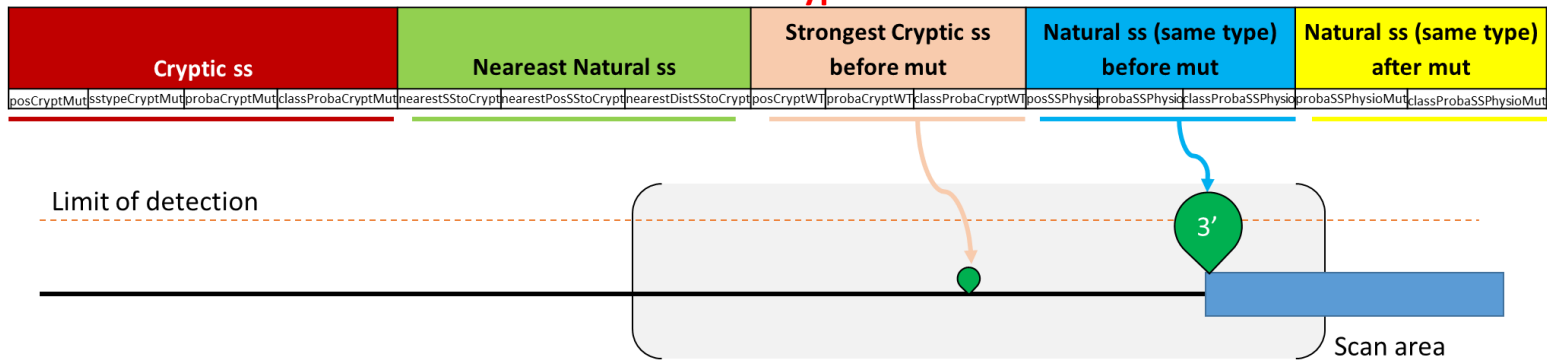 Cryptic ss
Neareast Natural ss
Strongest Cryptic ss
before mut
Natural ss (same type)
before mut
Natural ss (same type)
after mut
posCryptMut sstypeCryptMut probaCryptMut classProbaCryptMut nearestSStoCrypt nearestPosSStoCrypt nearestDistSStoCrypt posCryptWT probaCryptWT classProbaCryptWT posSSPhysio probaSSPhysio classProbaSSPhysio probaSSPhysioMut classProbaSSPhysioMut
Limit of detection
3’
Scan area